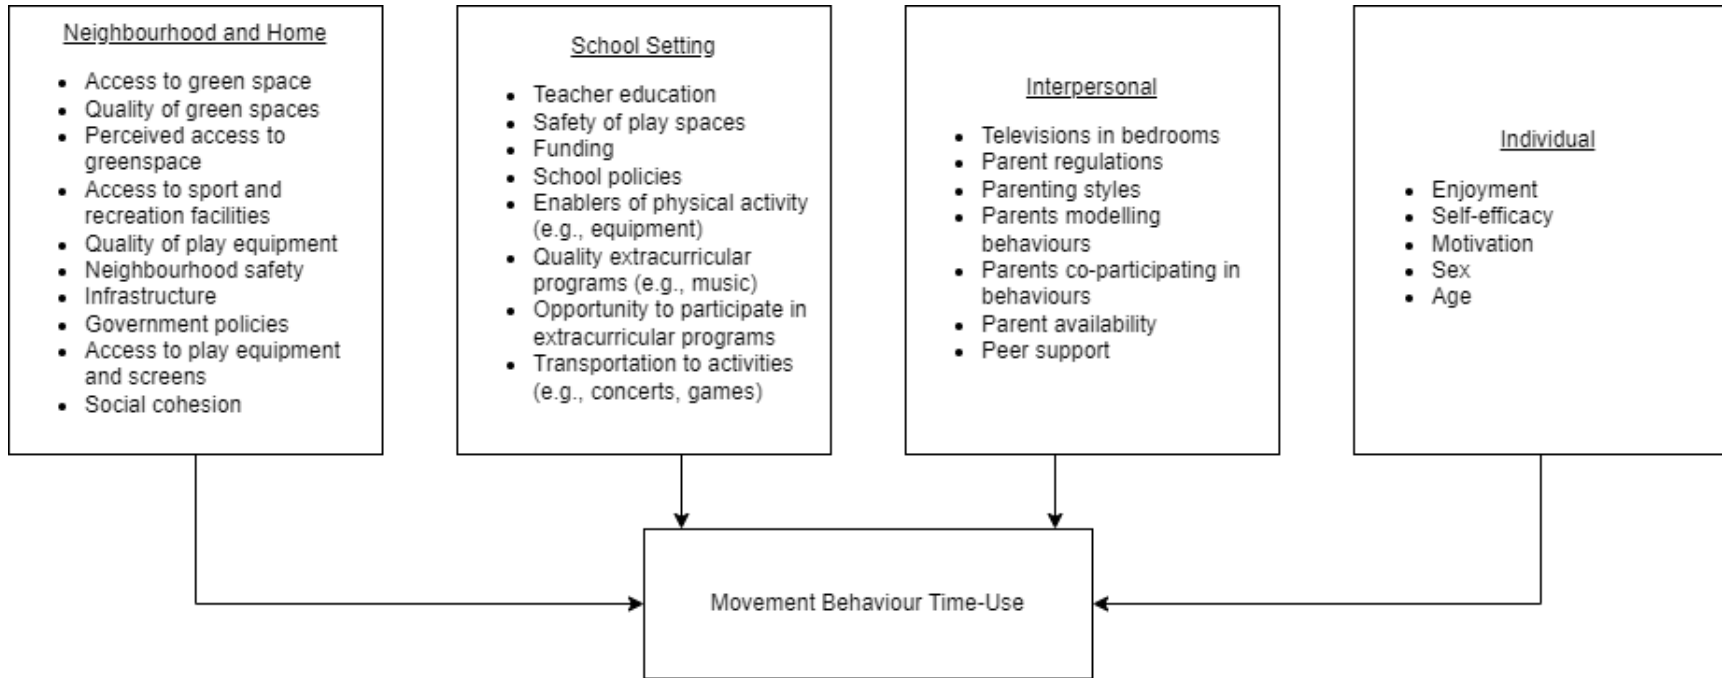 Neighbourhood and Home
• Access to green space
• Quality of green spaces
• Perceived access to
greenspace
• Access to sport and
recreation facilities
• Quality of play equipment
• Neighbourhood safety
• Infrastructure
• Government policies
• Access to play equipment
and screens
• Social cohesion
School Setting
• Teacher education
• Safety of play spaces
• Funding
• School policies
• Enablers of physical activity
(e.g., equipment)
• Quality extracurricular
programs (e.g., music)
• Opportunity to participate in
extracurricular programs
• Transportation to activities
(e.g., concerts, games)
Interpersonal
• Televisions in bedrooms
• Parent regulations
• Parenting styles
• Parents modelling
behaviours
• Parents co-participating in
behaviours
• Parent availability
• Peer support
Individual
• Enjoyment
• Self-efficacy
• Motivation
• Sex
• Age
Movement Behaviour Time-Use